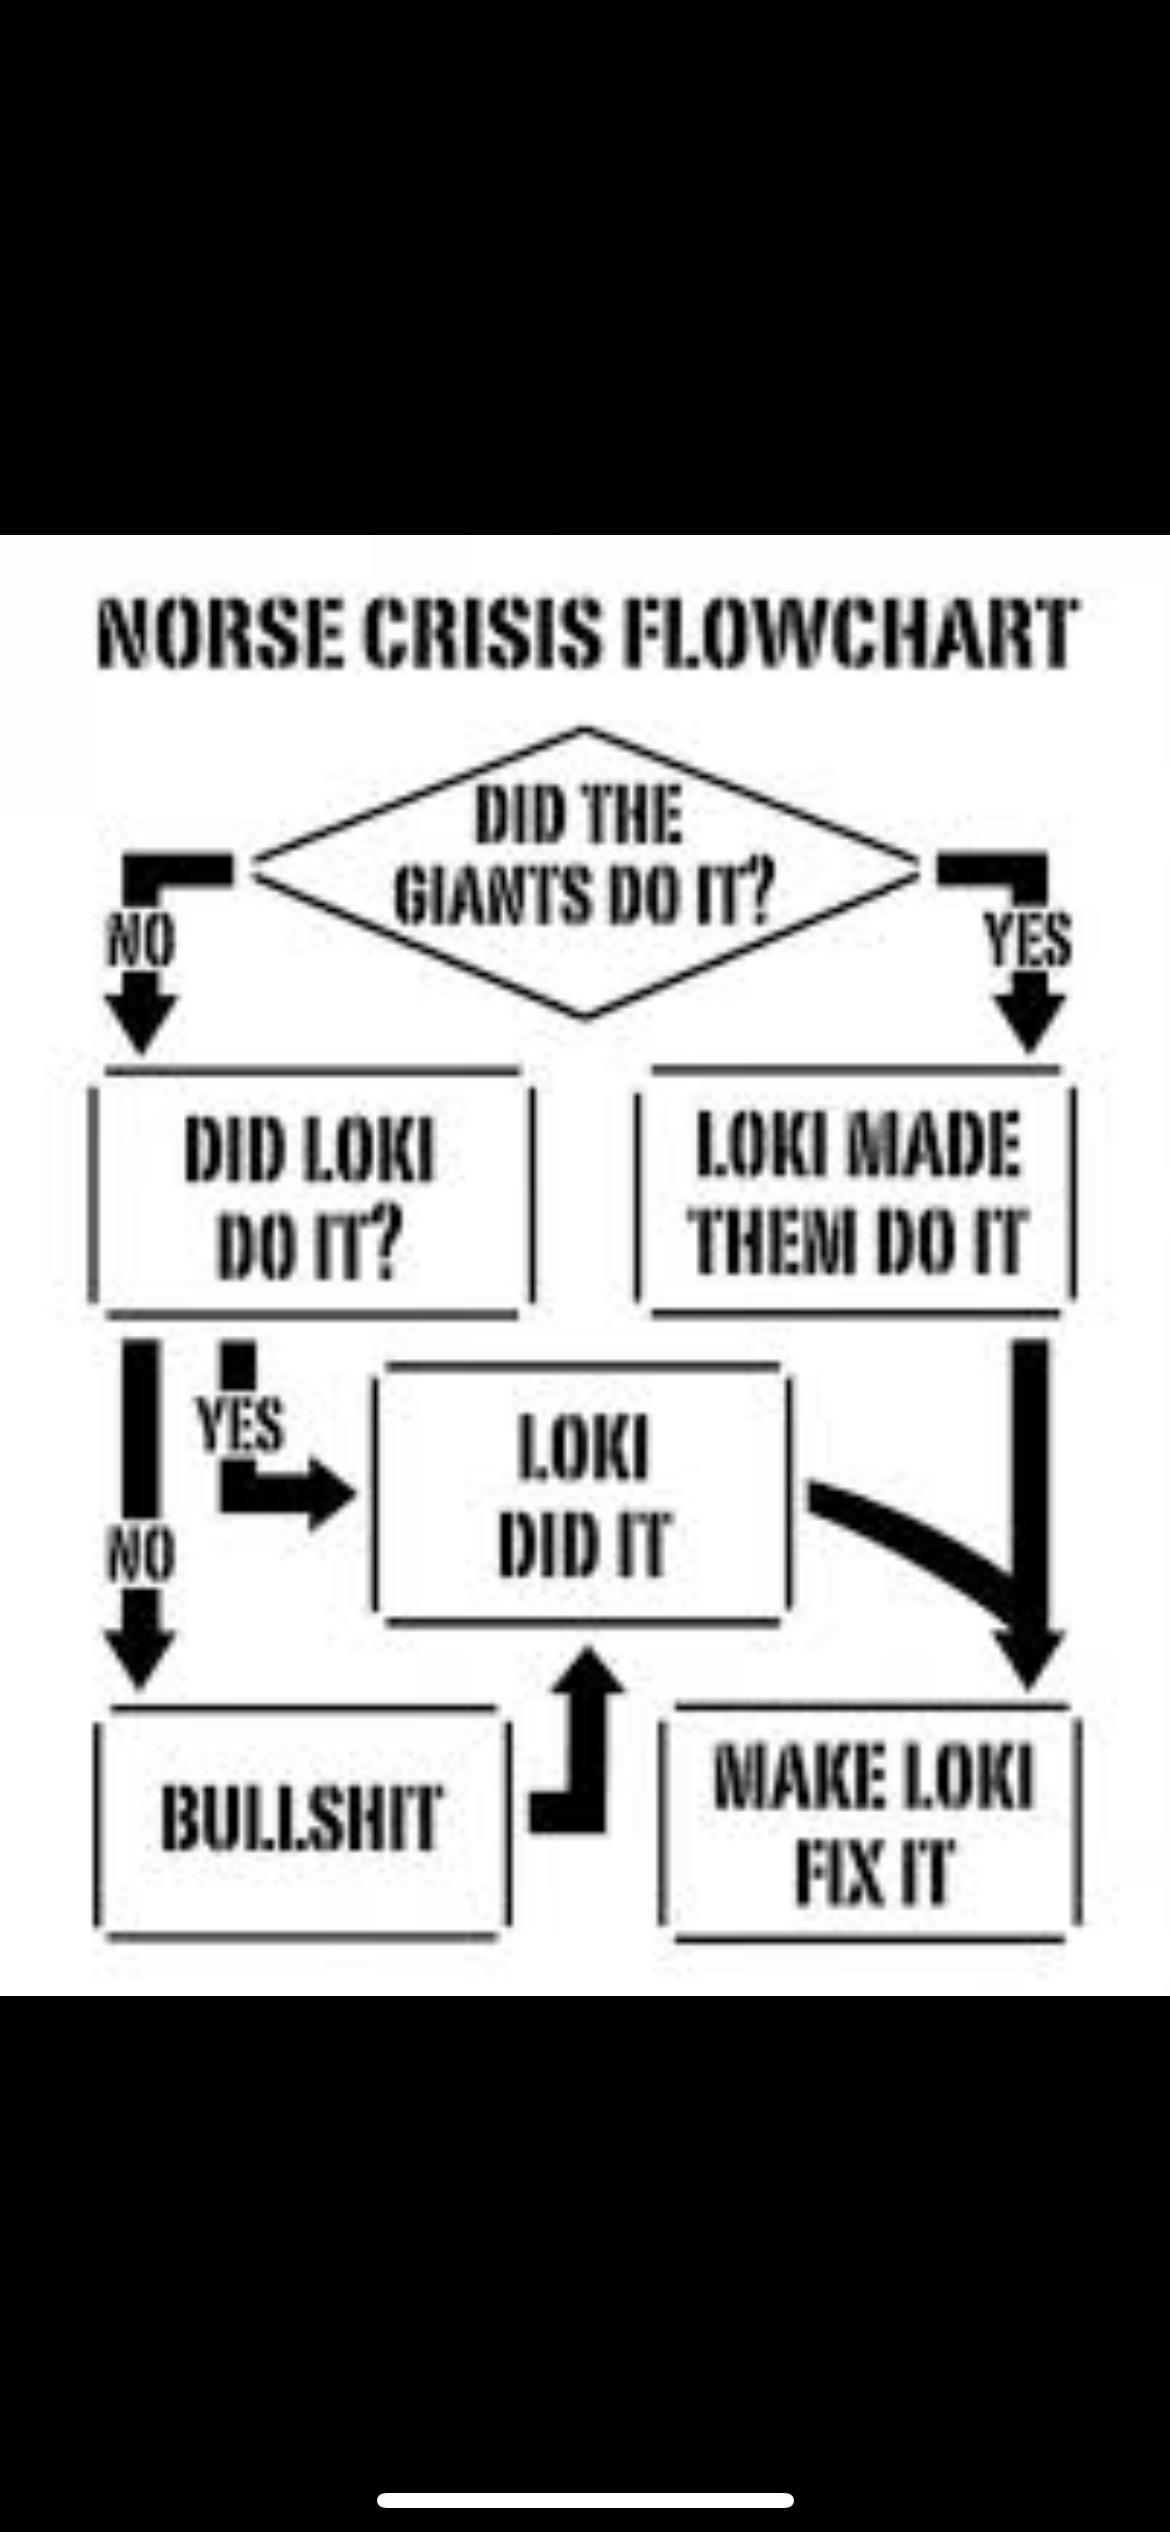 NORSE CRISIS FLOWCHART
DID THE
GIANTS DO IT?
NO
YES
DID LOKI
DO IT?
LOKI MADE
THEM DO IT
YES
LOKI
DID IT
NO
BULLSHIT
MAKE LOKI
FIX IT